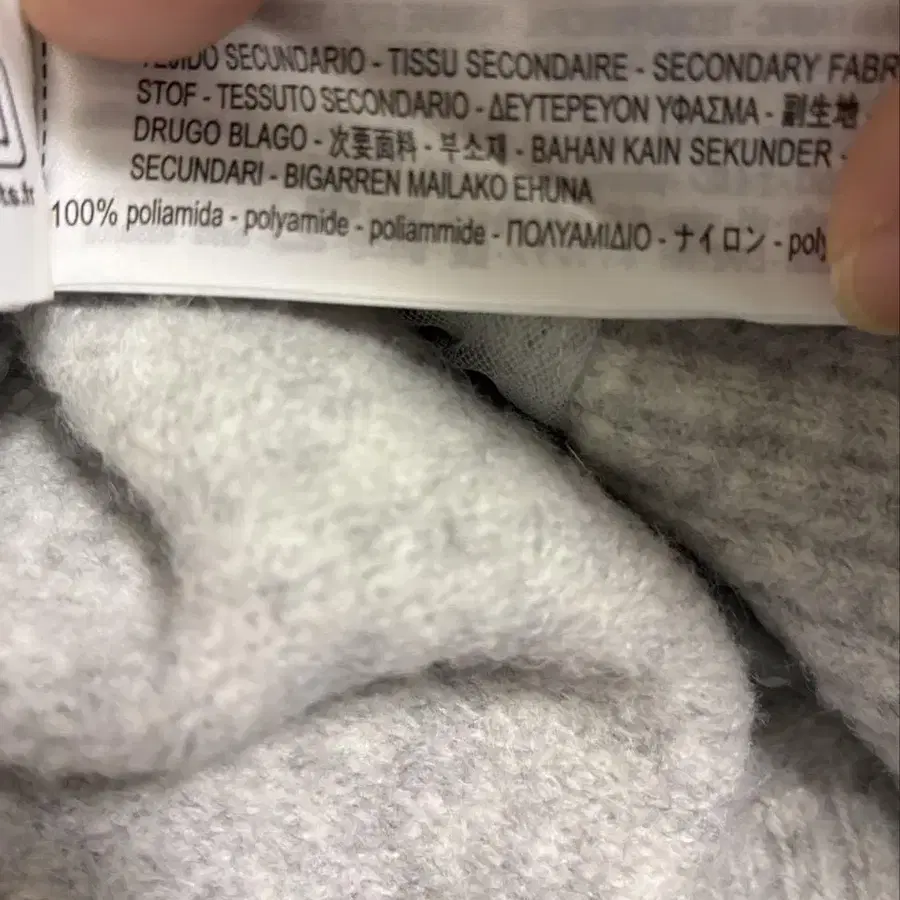 SECUNDARIO - TISSU SECONDAIRE - SECONDARY FABR
STOF - TESSUTO SECONDARIO - ΔΕΥΤΕΡΕΥΟΝ ΥΦΑΣΜΑ - 副生地 -
DRUGO BLAGO - 次要面料 - 부소재 - BAHAN KAIN SEKUNDER -
SECUNDARI - BIGARREN MAILAKO EHUNA
ts.fr
100% poliamida - polyamide - poliammide - ΠΟΛΥΑΜΙΔΙΟ - ナイロン - poly